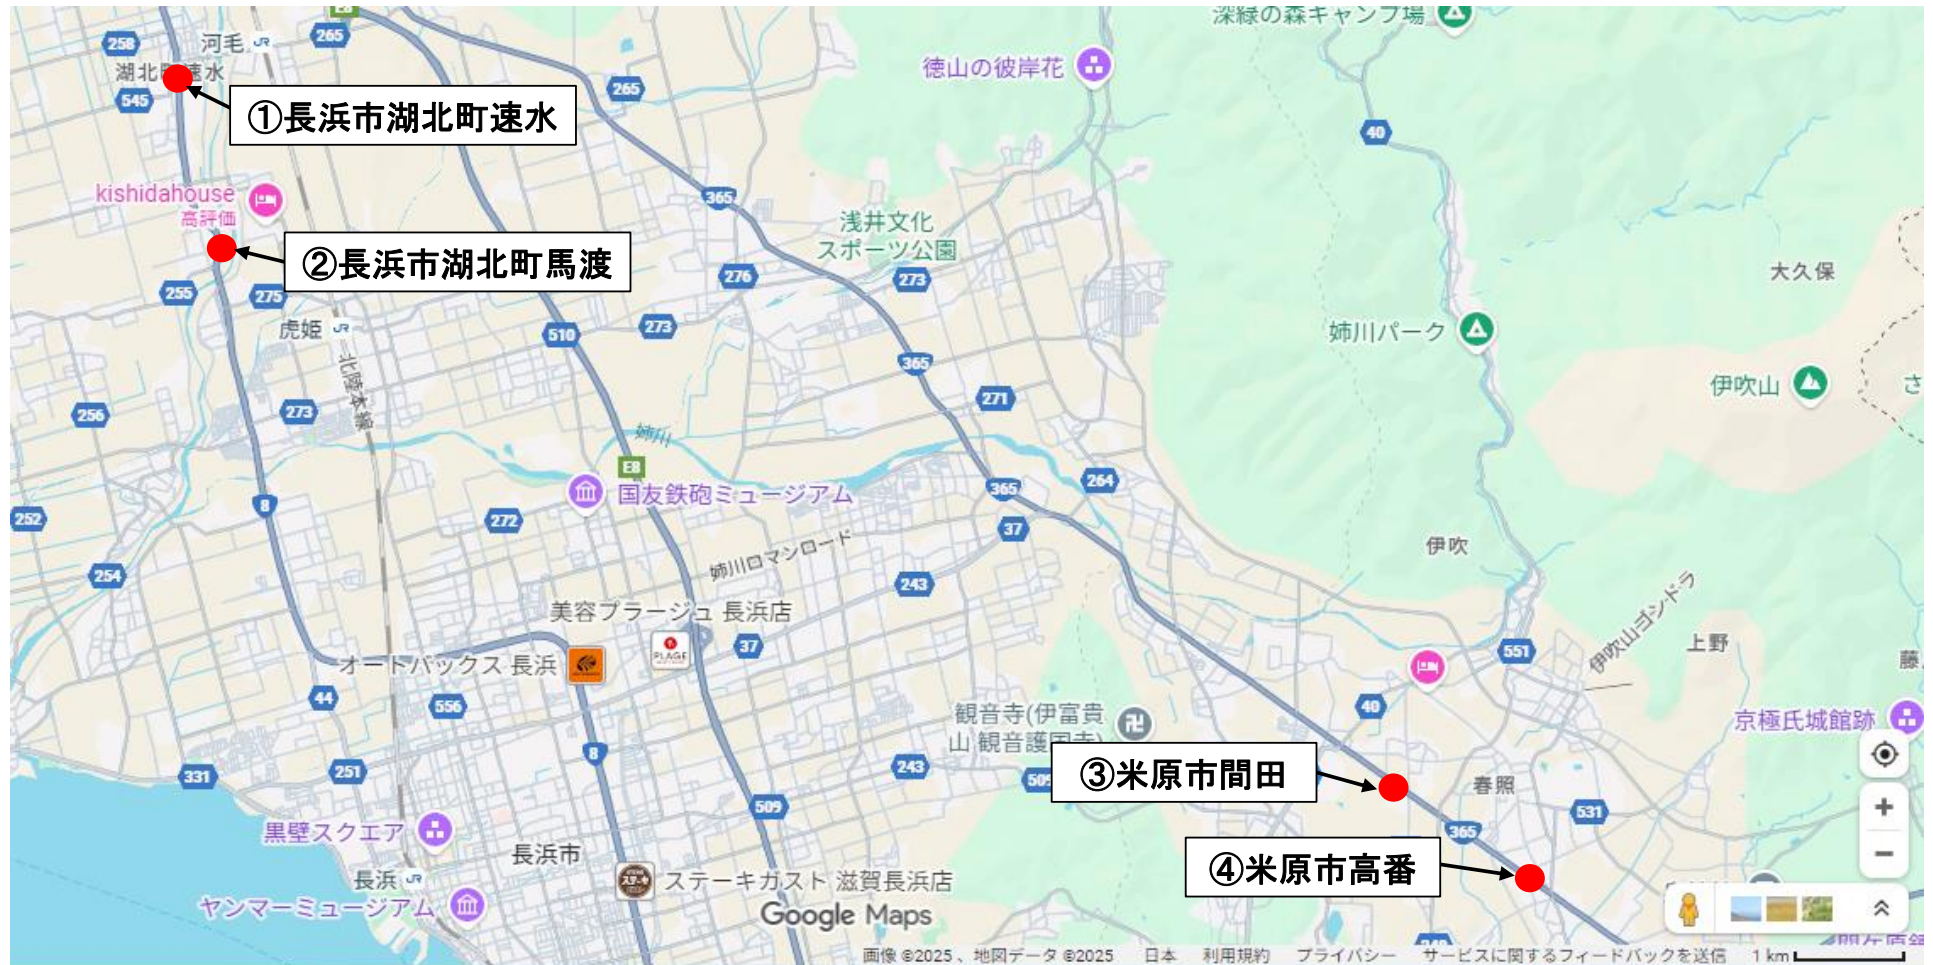 深緑の森キャンプ場
E8
265
258
河毛
湖北町速水
545
①長浜市湖北町速水
265
徳山の彼岸花
40
kishidahouse
高評価
365
浅井文化
スポーツ公園
②長浜市湖北町馬渡
255
275
276
273
大久保
虎姫
510
273
姉川パーク
北陸本線
365
伊吹山
さ
256
273
271
姉川
E8
国友鉄砲ミュージアム
365
264
8
252
272
37
姉川ロマンロード
伊吹
254
243
美容プラージュ 長浜店
PLAGE
37
オートバックス 長浜
551
伊吹山ゴンドラ
上野
藤
44
556
観音寺(伊富貴
山 観音護国寺)
40
京極氏城館跡
8
331
251
243
509
③米原市間田
春照
509
531
黒壁スクエア
365
長浜市
④米原市高番
長浜
ステーキガスト 滋賀長浜店
ヤンマーミュージアム
Google Maps
画像 ©2025、地図データ ©2025 日本 利用規約 プライバシー サービスに関するフィードバックを送信 1 km